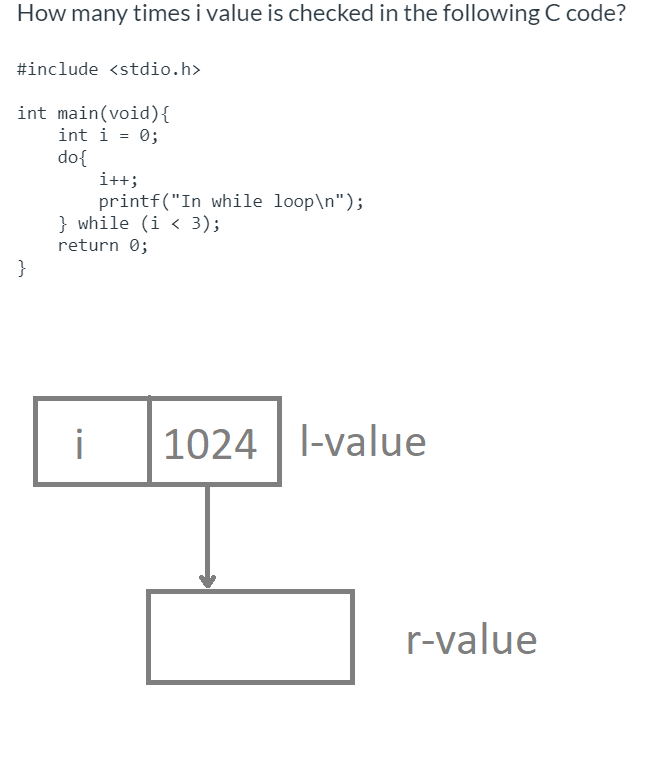 How many times i value is checked in the following C code?
#include <stdio.h>
int main(void){
    int i = 0;
    do{
        i++;
        printf("In while loop\n");
    } while (i < 3);
    return 0;
}
i 1024 l-value
r-value